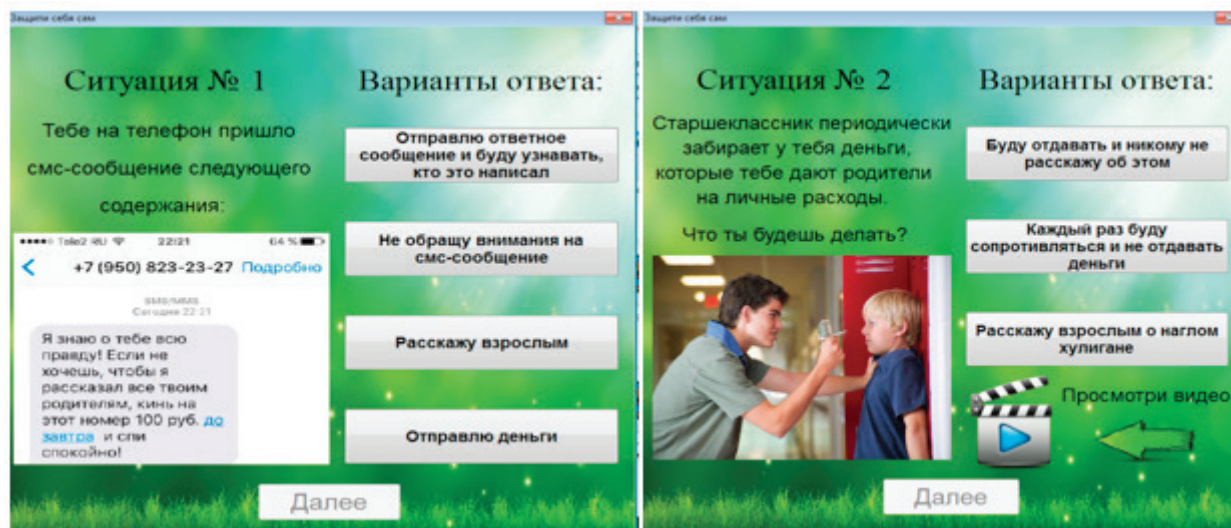 Защити себя сам
Ситуация № 1
Тебе на телефон пришло
смс-сообщение следующего
содержания:
Tele2 RU 22:21 64 %
+7 (950) 823-23-27 Подробно
SMS/MMS
Сегодня 22:21
Я знаю о тебе всю
правду! Если не
хочешь, чтобы я
рассказал все твоим
родителям, кинь на
этот номер 100 руб. до
завтра и спи
спокойно!
Варианты ответа:
Отправлю ответное
сообщение и буду узнавать,
кто это написал
Не обращу внимания на
смс-сообщение
Расскажу взрослым
Отправлю деньги
Далее
Защити себя сам
Ситуация № 2
Старшеклассник периодически
забирает у тебя деньги,
которые тебе дают родители
на личные расходы.
Что ты будешь делать?
Варианты ответа:
Буду отдавать и никому не
расскажу об этом
Каждый раз буду
сопротивляться и не отдавать
деньги
Расскажу взрослым о наглом
хулигане
Просмотри видео
Далее